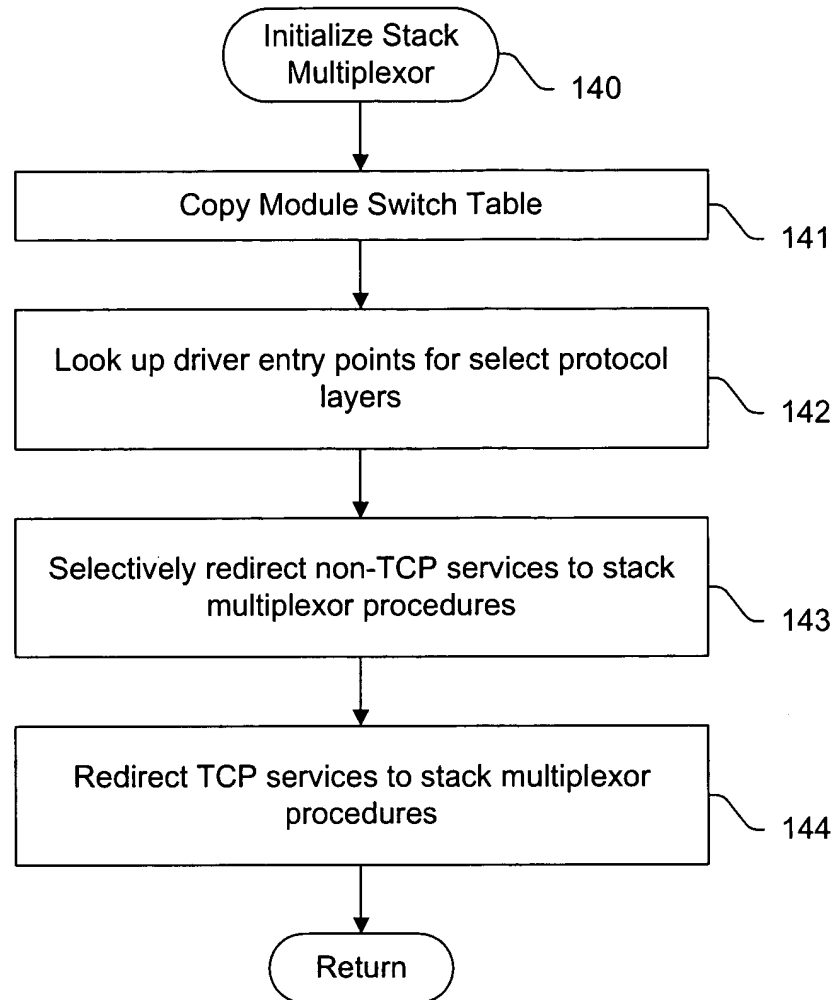 Initialize Stack
Multiplexor
140
Copy Module Switch Table
141
Look up driver entry points for select protocol
layers
142
Selectively redirect non-TCP services to stack
multiplexor procedures
143
Redirect TCP services to stack multiplexor
procedures
144
Return